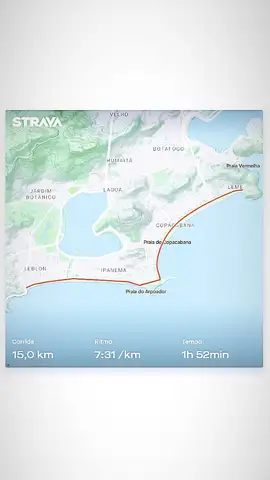 STRAVA
VELHO
BOTAFOGO
HUMAITÁ
Praia Vermelha
JARDIM
BOTÂNICO
LAGOA
LEME
COPACABANA
Praia de Copacabana
LEBLON
IPANEMA
Praia do Arpoador
Corrida
Ritmo
Tempo
15,0 km
7:31 /km
1h 52min